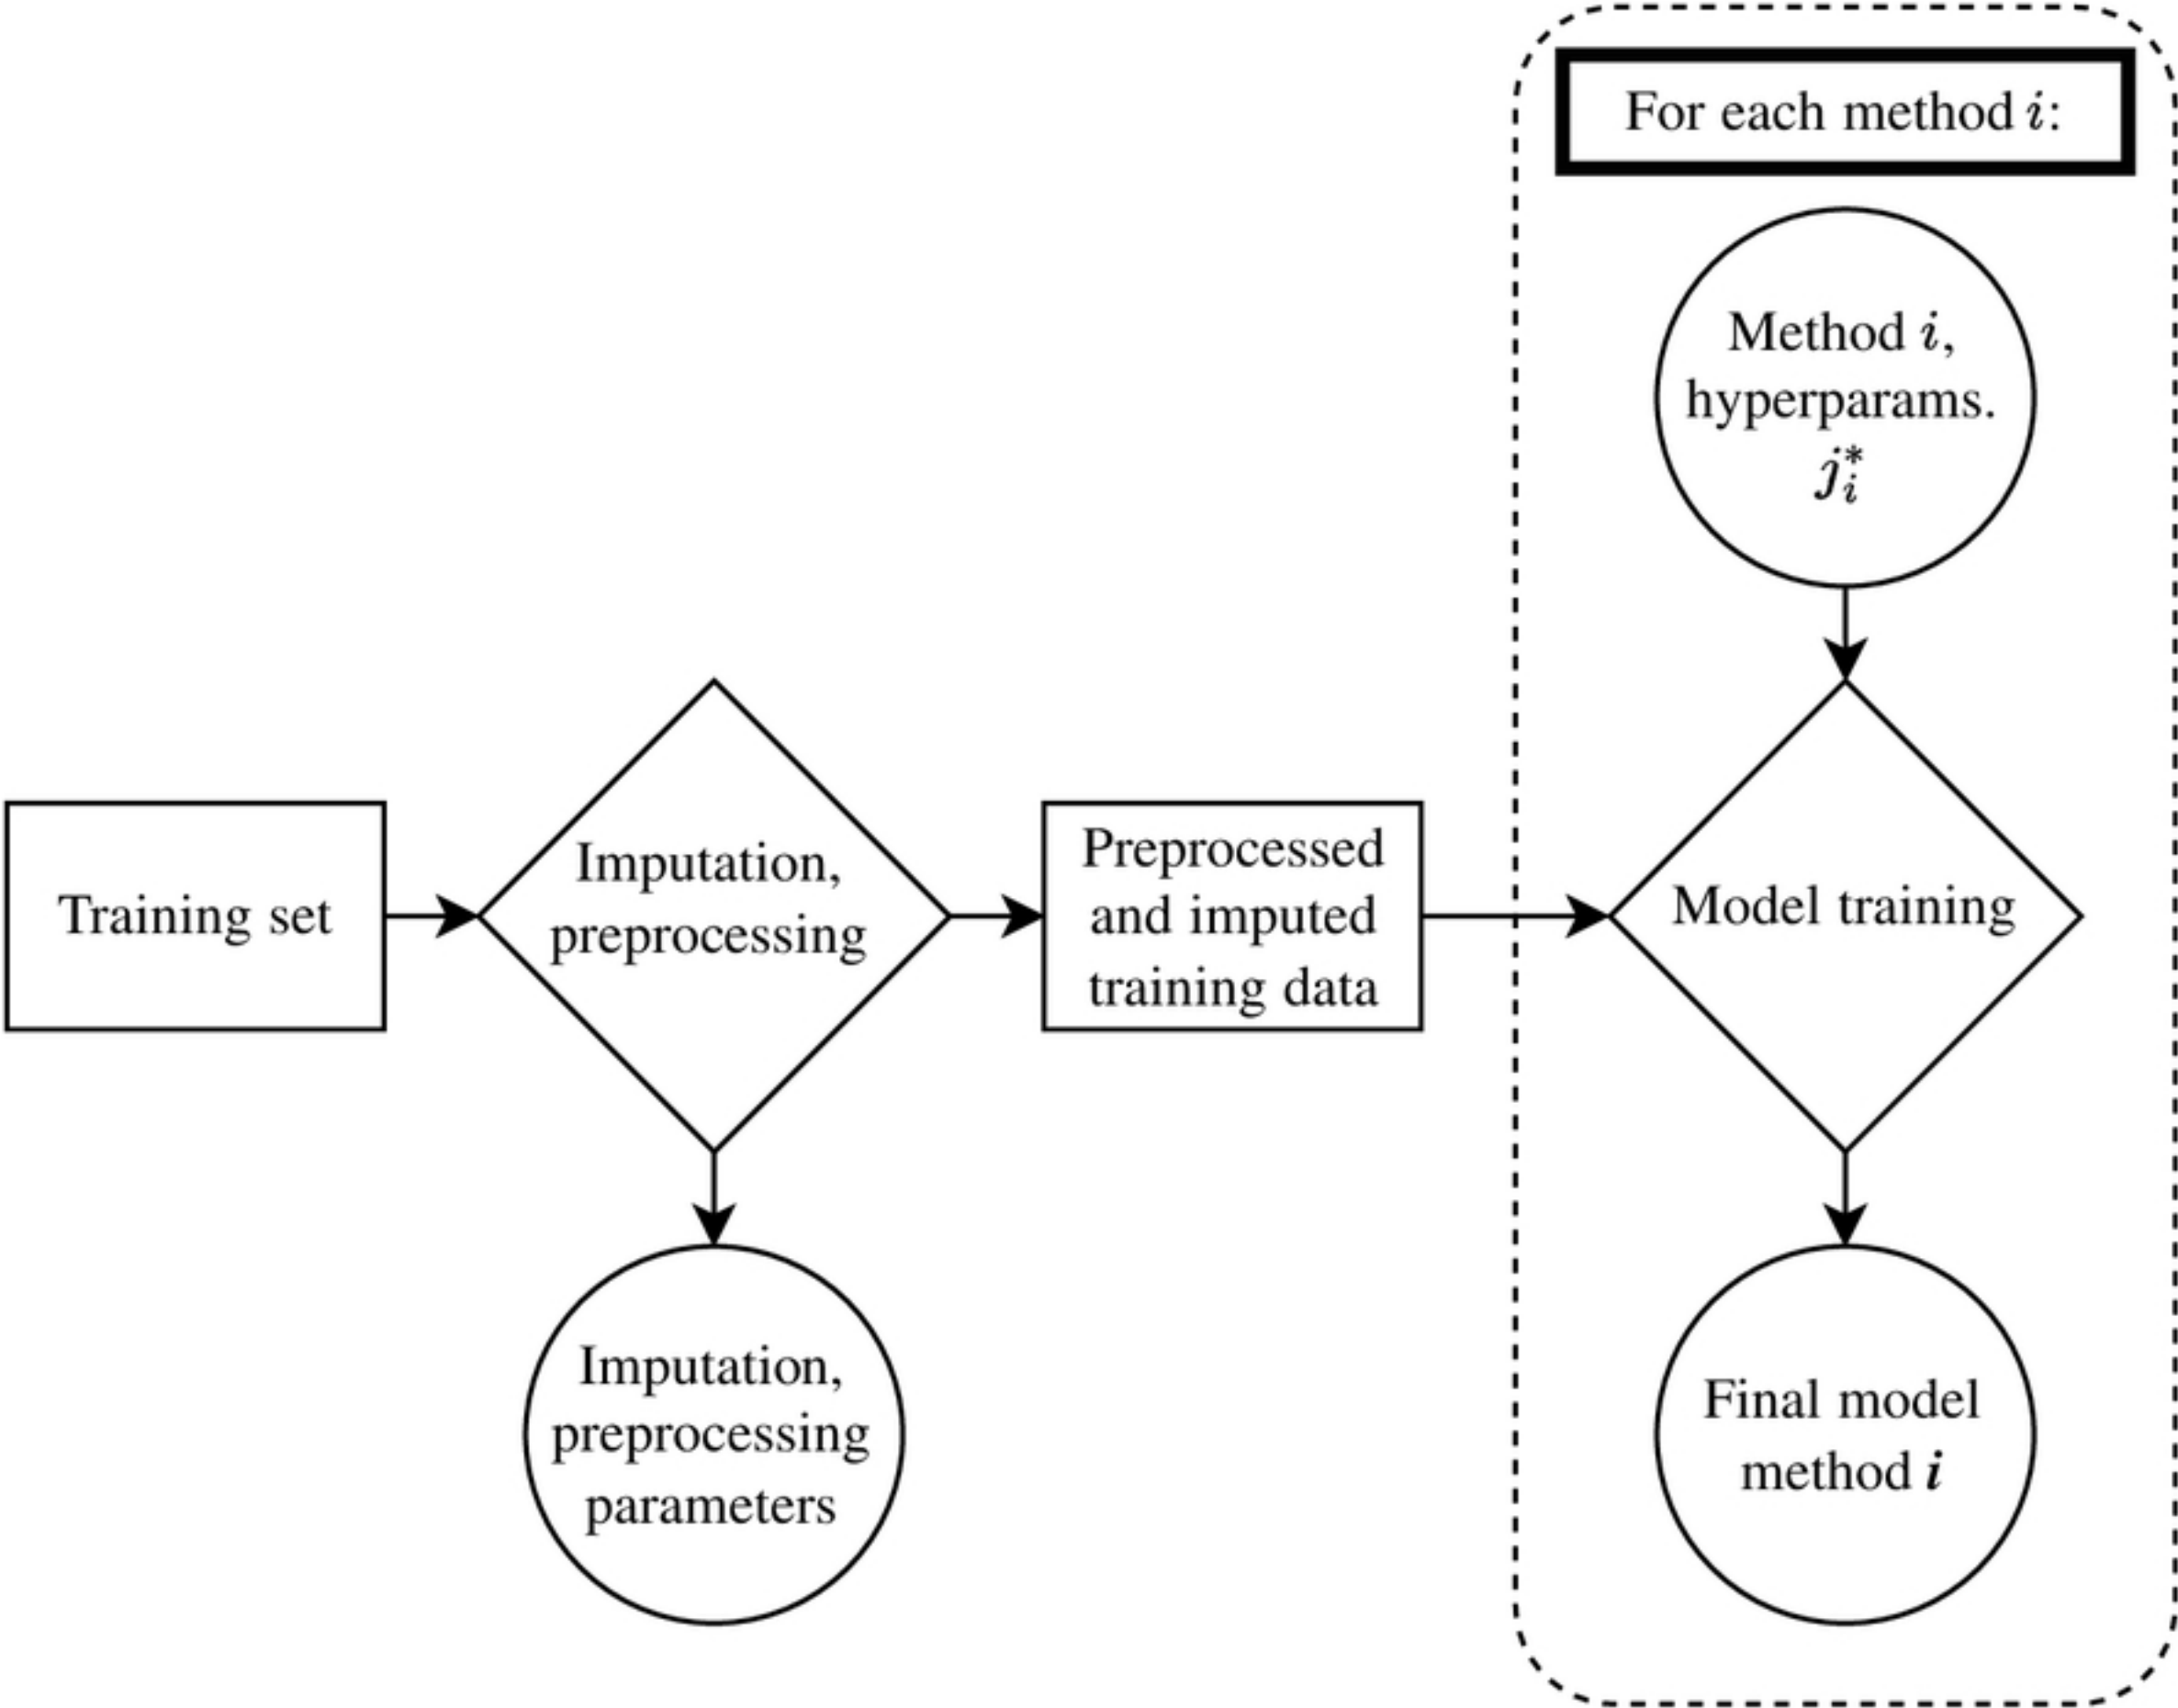 For each method i:
Method i,
hyperparams.
j*i
Training set
Imputation,
preprocessing
Preprocessed
and imputed
training data
Model training
Imputation,
preprocessing
parameters
Final model
method i